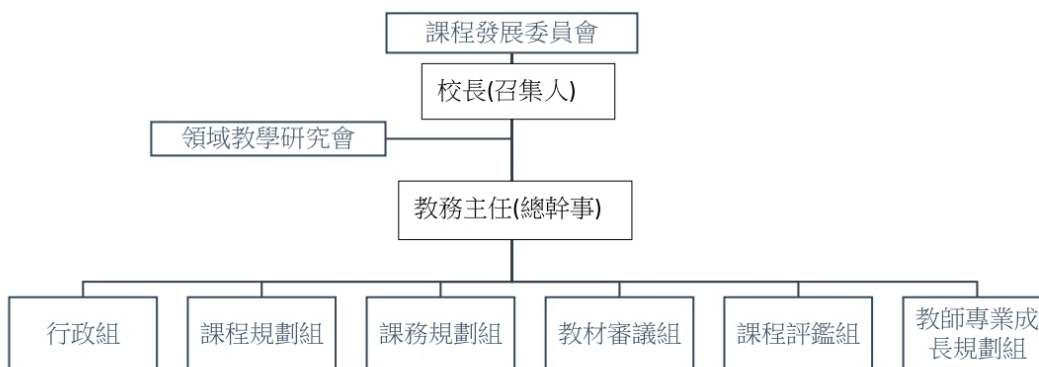 課程發展委員會
校長(召集人)
領域教學研究會
教務主任(總幹事)
行政組
課程規劃組
課務規劃組
教材審議組
課程評鑑組
教師專業成
長規劃組